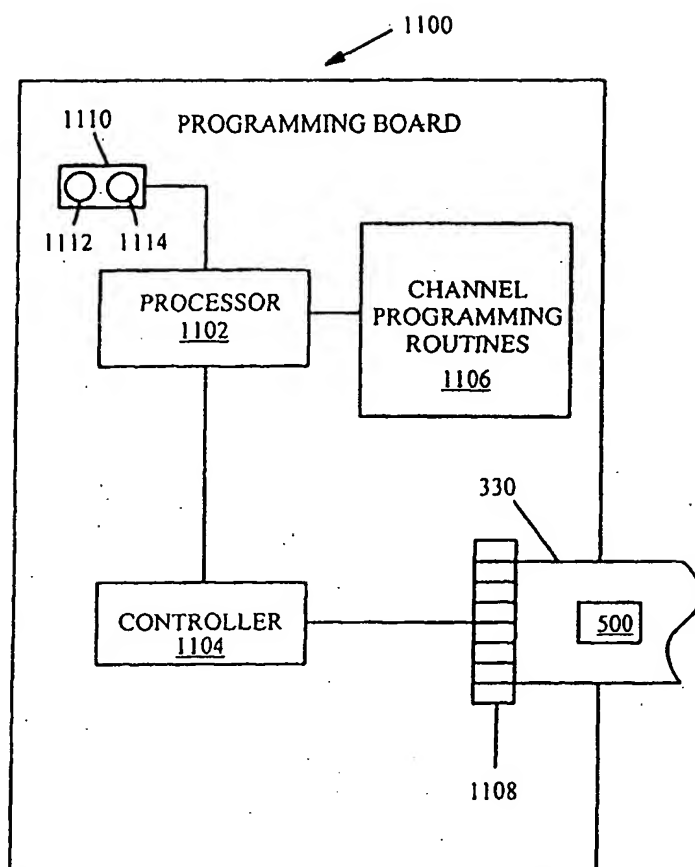 1100
PROGRAMMING BOARD
1110
1112
1114
PROCESSOR
1102
CHANNEL
PROGRAMMING
ROUTINES
1106
330
CONTROLLER
1104
500
1108